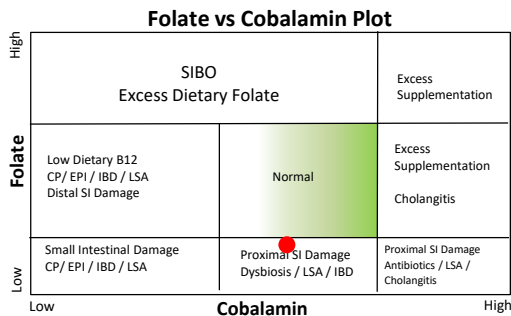 Folate vs Cobalamin Plot
High
SIBO
Excess Dietary Folate
Excess
Supplementation
Folate
Low Dietary B12
CP/ EPI / IBD / LSA
Distal SI Damage
Normal
Excess
Supplementation
Cholangitis
Small Intestinal Damage
CP/ EPI / IBD / LSA
Proximal SI Damage
Dysbiosis / LSA / IBD
Proximal SI Damage
Antibiotics / LSA /
Cholangitis
Low
Low
Cobalamin
High